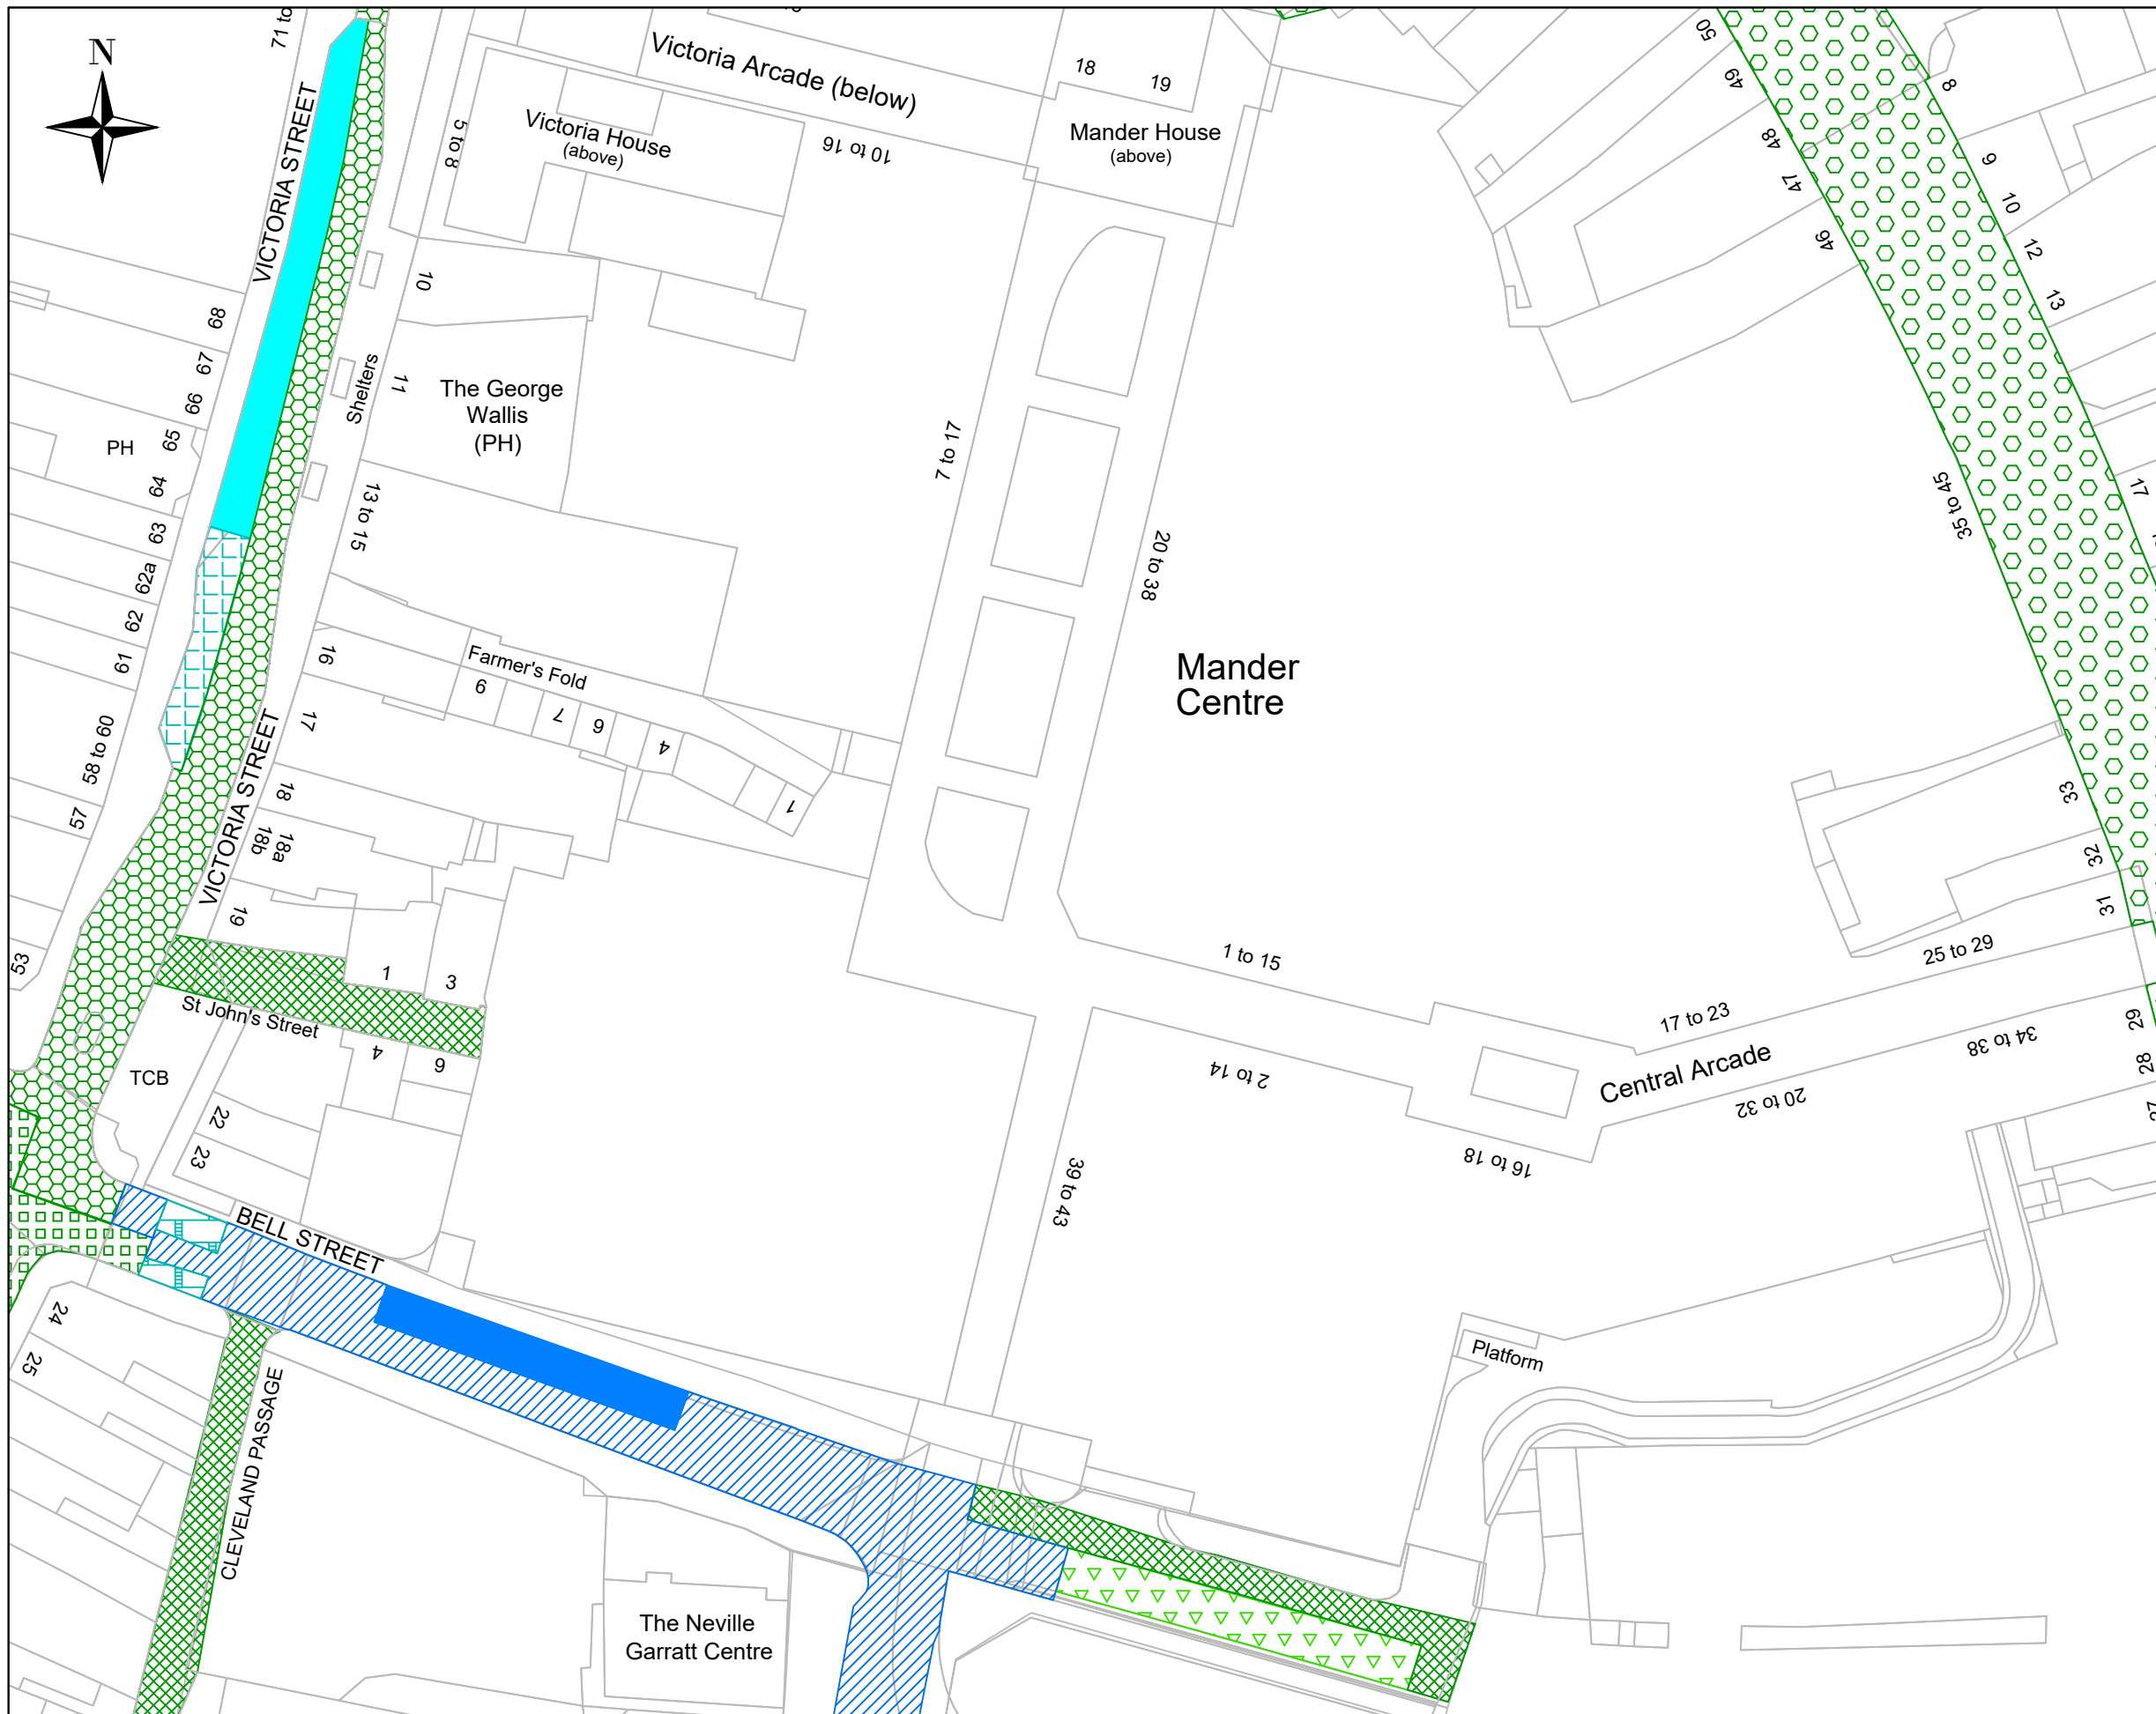 N
71 to
VICTORIA STREET
5 to 8
Victoria Arcade (below)
Victoria House
(above)
10 to 16
18
19
Mander House
(above)
50
49
48
47
46
8
9
10
12
13
17
35 to 45
33
32
31
29
28
68
67
66
65
PH
64
63
62a
62
61
58 to 60
57
53
Shelters
10
11
The George
Wallis
(PH)
13 to 15
7 to 17
20 to 38
Mander
Centre
16
17
Farmer's Fold
9
7
6
4
1
18
18a
18b
VICTORIA STREET
19
1
3
St John's Street
4
6
TCB
22
23
1 to 15
17 to 23
25 to 29
34 to 38
Central Arcade
20 to 32
2 to 14
16 to 18
39 to 43
BELL STREET
24
25
CLEVELAND PASSAGE
Platform
The Neville
Garratt Centre